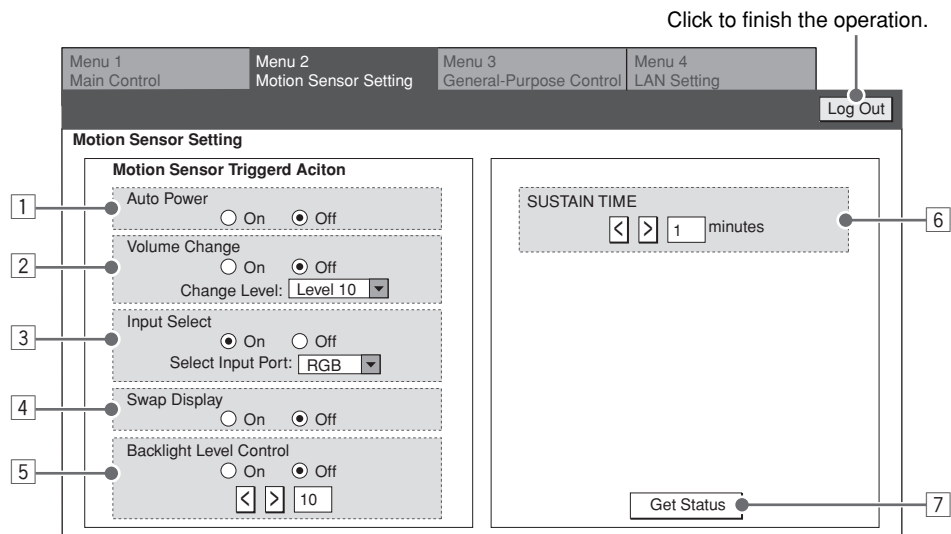 Click to finish the operation.
Menu 1
Main Control
Menu 2
Motion Sensor Setting
Menu 3
General-Purpose Control
Menu 4
LAN Setting
Log Out
Motion Sensor Setting
Motion Sensor Triggerd Aciton
1
Auto Power
On Off
2
Volume Change
On Off
Change Level: Level 10
3
Input Select
On Off
Select Input Port: RGB
4
Swap Display
On Off
5
Backlight Level Control
On Off
< > 10
SUSTAIN TIME
< > 1 minutes
6
Get Status
7